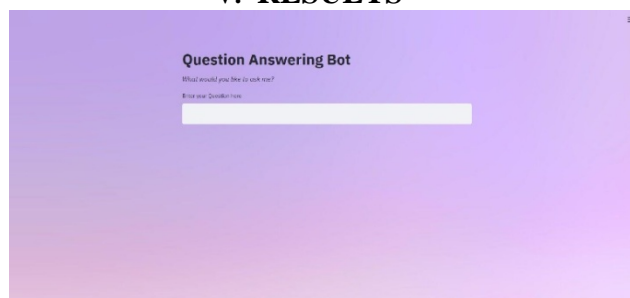 V. RESULTS
Question Answering Bot
What would you like to ask me?
Enter your Question here